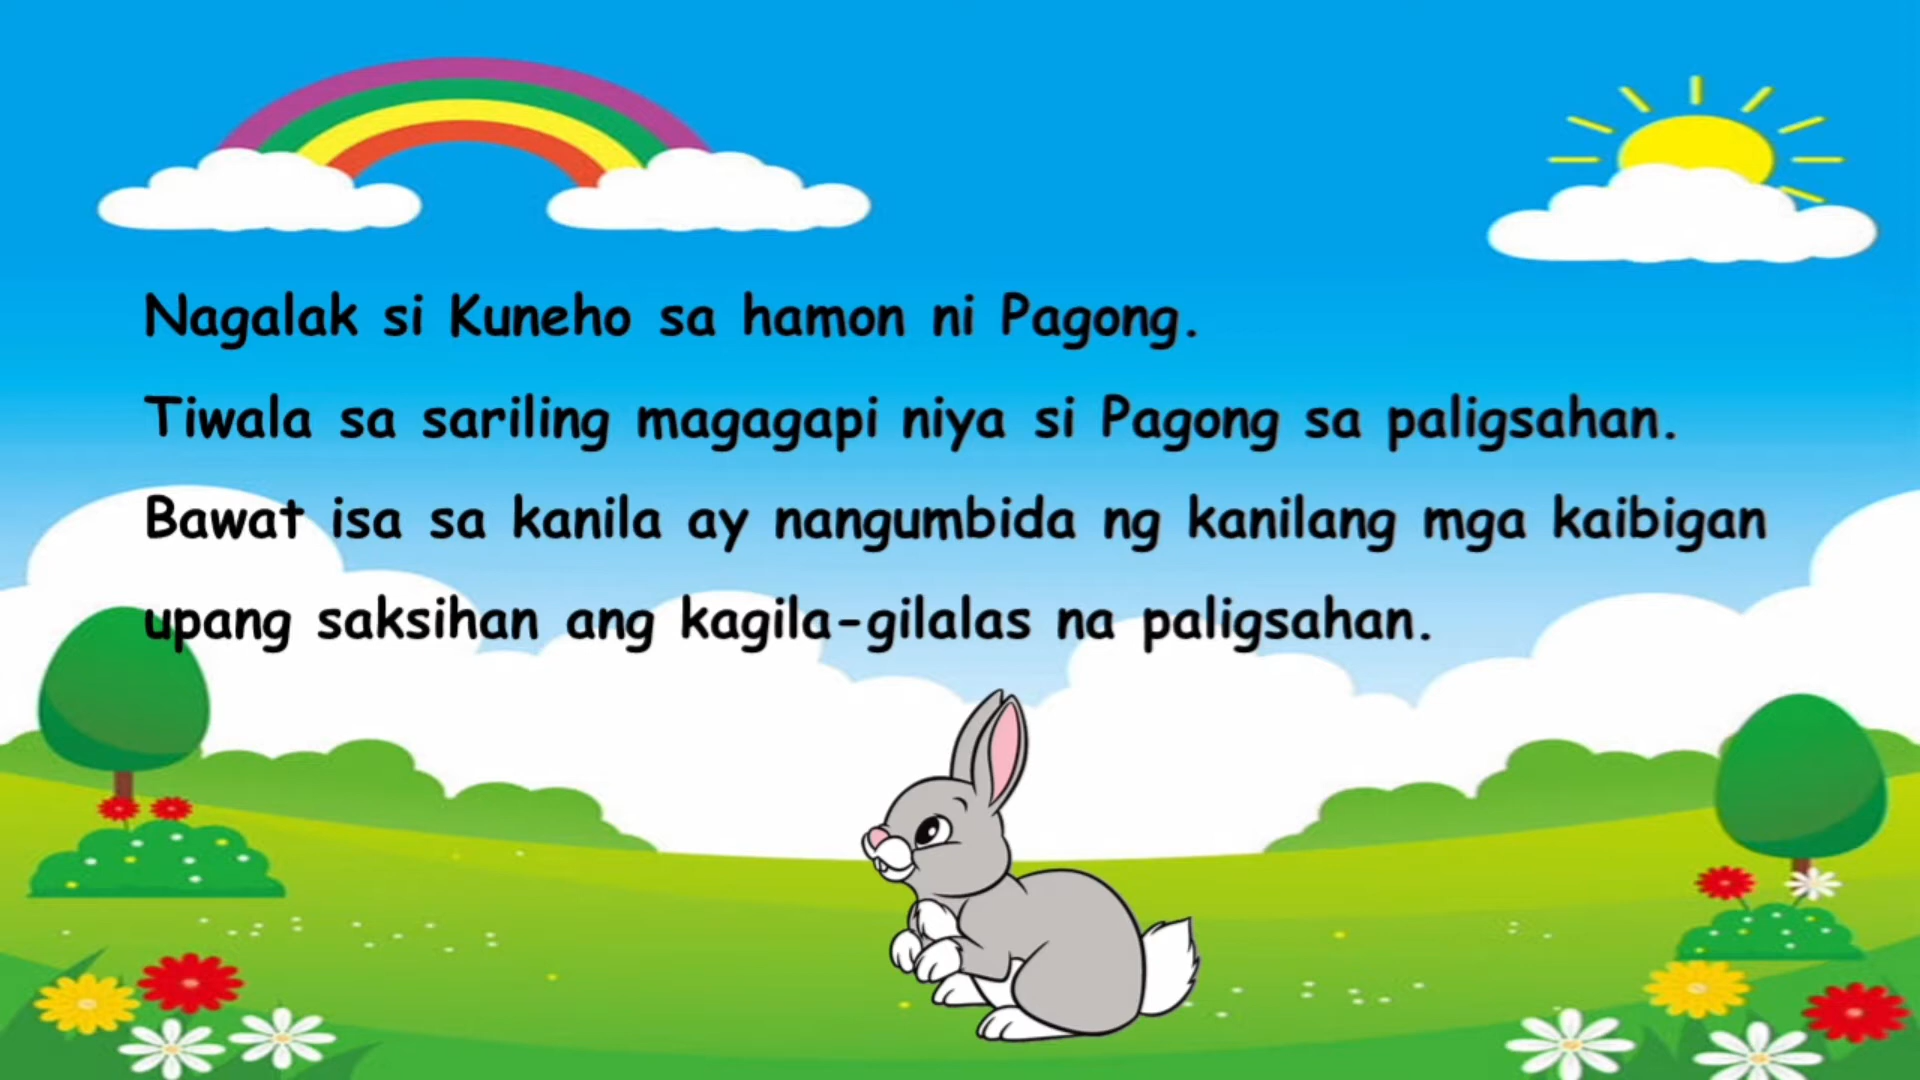 Nagalak si Kuneho sa hamon ni Pagong.
Tiwala sa sariling magagapi niya si Pagong sa paligsahan.
Bawat isa sa kanila ay nangumbida ng kanilang mga kaibigan
upang saksihan ang kagila-gilalas na paligsahan.